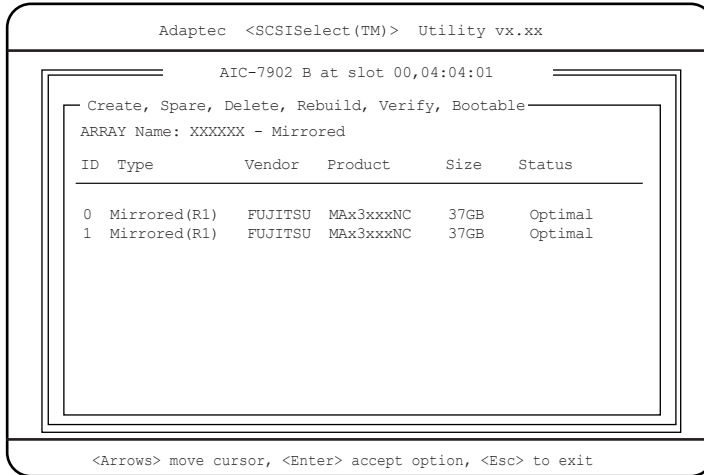 Adaptec <SCSISelect(TM)> Utility vx.xx
AIC-7902 B at slot 00,04:04:01
Create, Spare, Delete, Rebuild, Verify, Bootable
ARRAY Name: XXXXXX - Mirrored
ID Type Vendor Product Size Status
0 Mirrored(R1) FUJITSU MAx3xxxNC 37GB Optimal
1 Mirrored(R1) FUJITSU MAx3xxxNC 37GB Optimal
<Arrows> move cursor, <Enter> accept option, <Esc> to exit